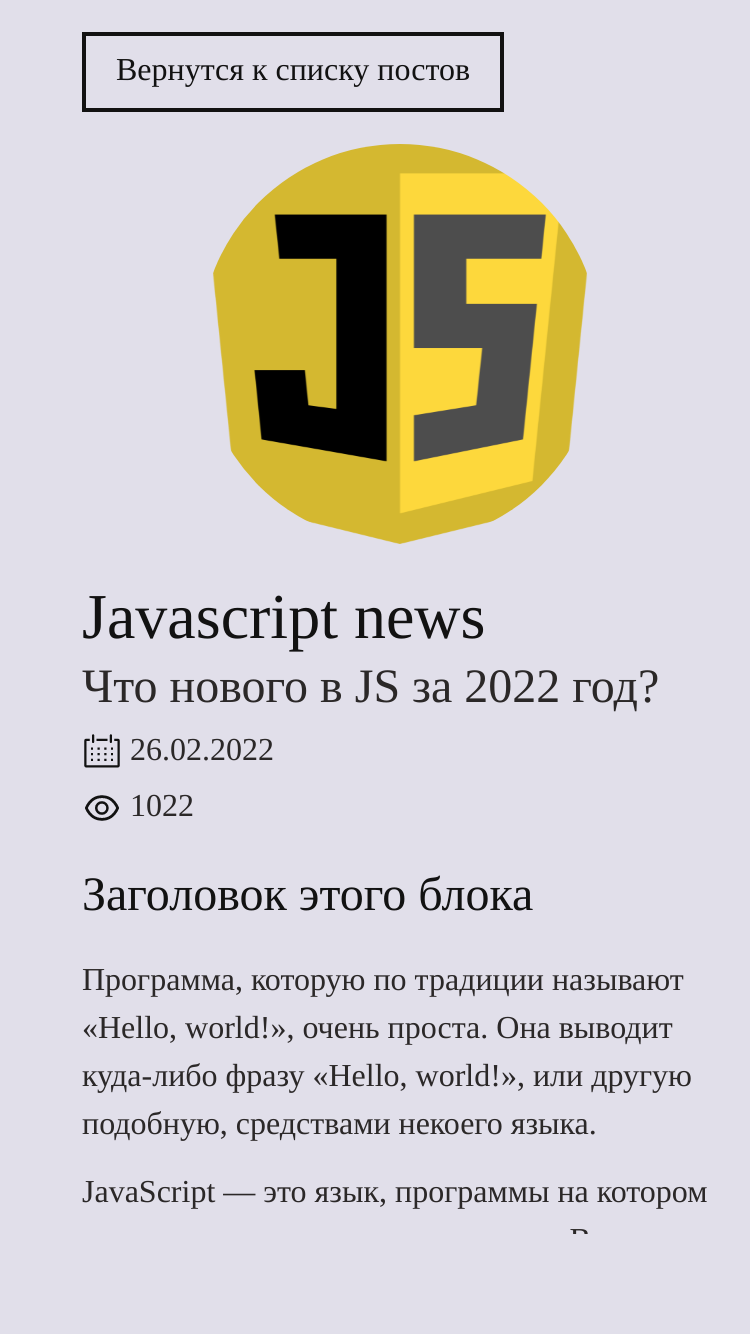 Вернутся к списку постов
JS
Javascript news
Что нового в JS за 2022 год?
26.02.2022
1022
Заголовок этого блока
Программа, которую по традиции называют
«Hello, world!», очень проста. Она выводит
куда-либо фразу «Hello, world!», или другую
подобную, средствами некоего языка.
JavaScript — это язык, программы на котором